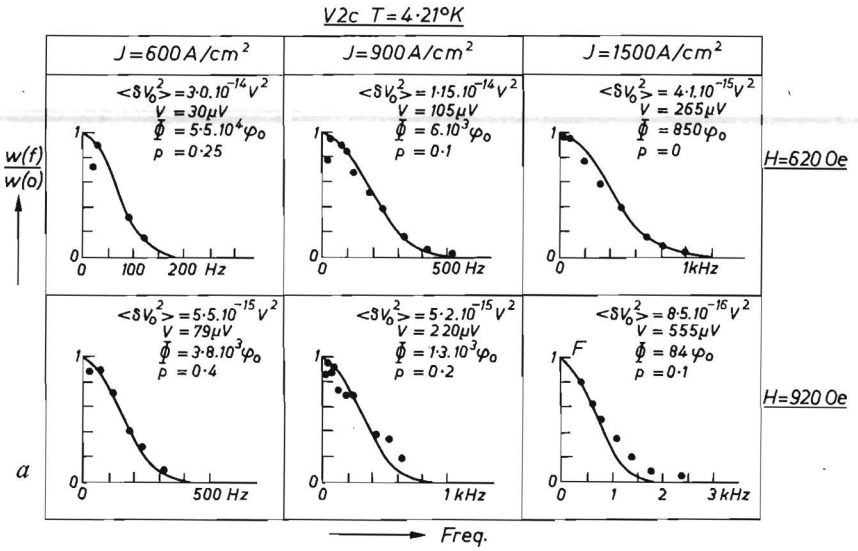 V2c T=4·21°K
J=600A/cm² J=900A/cm² J=1500A/cm²
<δV₀²>=3·0.10⁻¹⁴V²
V =30μV
Φ̄ =5·5.10⁴φ₀
p =0·25
<δV₀²>=1·15.10⁻¹⁴V²
V =105μV
Φ̄ =6.10³φ₀
p =0·1
<δV₀²>=4·1.10⁻¹⁵V²
V =265μV
Φ̄ =850φ₀
p =0
w(f)
w(o)
H=620 Oe
1
0
0 100 200 Hz
1
0
0 500 Hz
1
0
0 1kHz
<δV₀²>=5·5.10⁻¹⁵V²
V =79μV
Φ̄ =3·8.10³φ₀
p =0·4
<δV₀²>=5·2.10⁻¹⁵V²
V =220μV
Φ̄ =1·3.10³φ₀
p =0·2
<δV₀²>=8·5.10⁻¹⁶V²
V =555μV
Φ̄ =84φ₀
p =0·1
H=920 Oe
1
0
0 500 Hz
1
0
0 1kHz
1 F
0
0 1 2 3kHz
a
Freq.